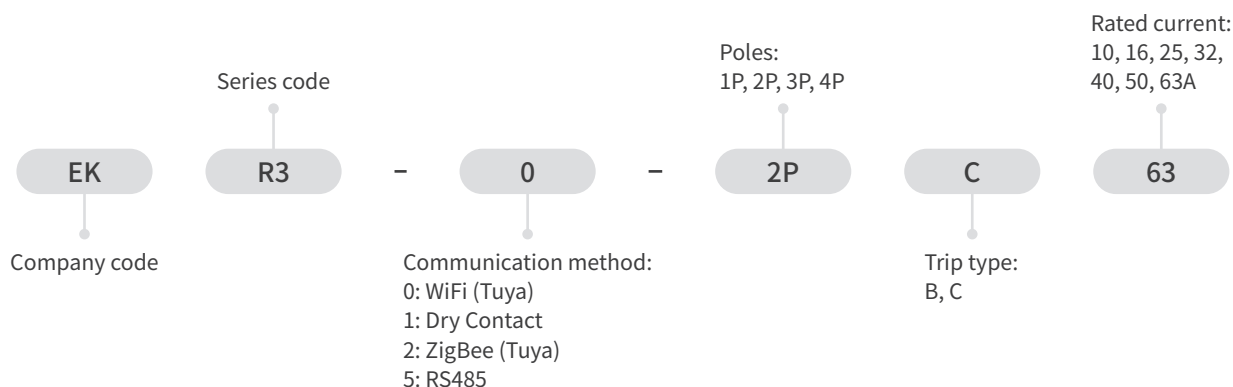 Rated current:
10, 16, 25, 32,
40, 50, 63A
Poles:
1P, 2P, 3P, 4P
Series code
EK R3 – 0 – 2P C 63
Company code
Communication method:
0: WiFi (Tuya)
1: Dry Contact
2: ZigBee (Tuya)
5: RS485
Trip type:
B, C